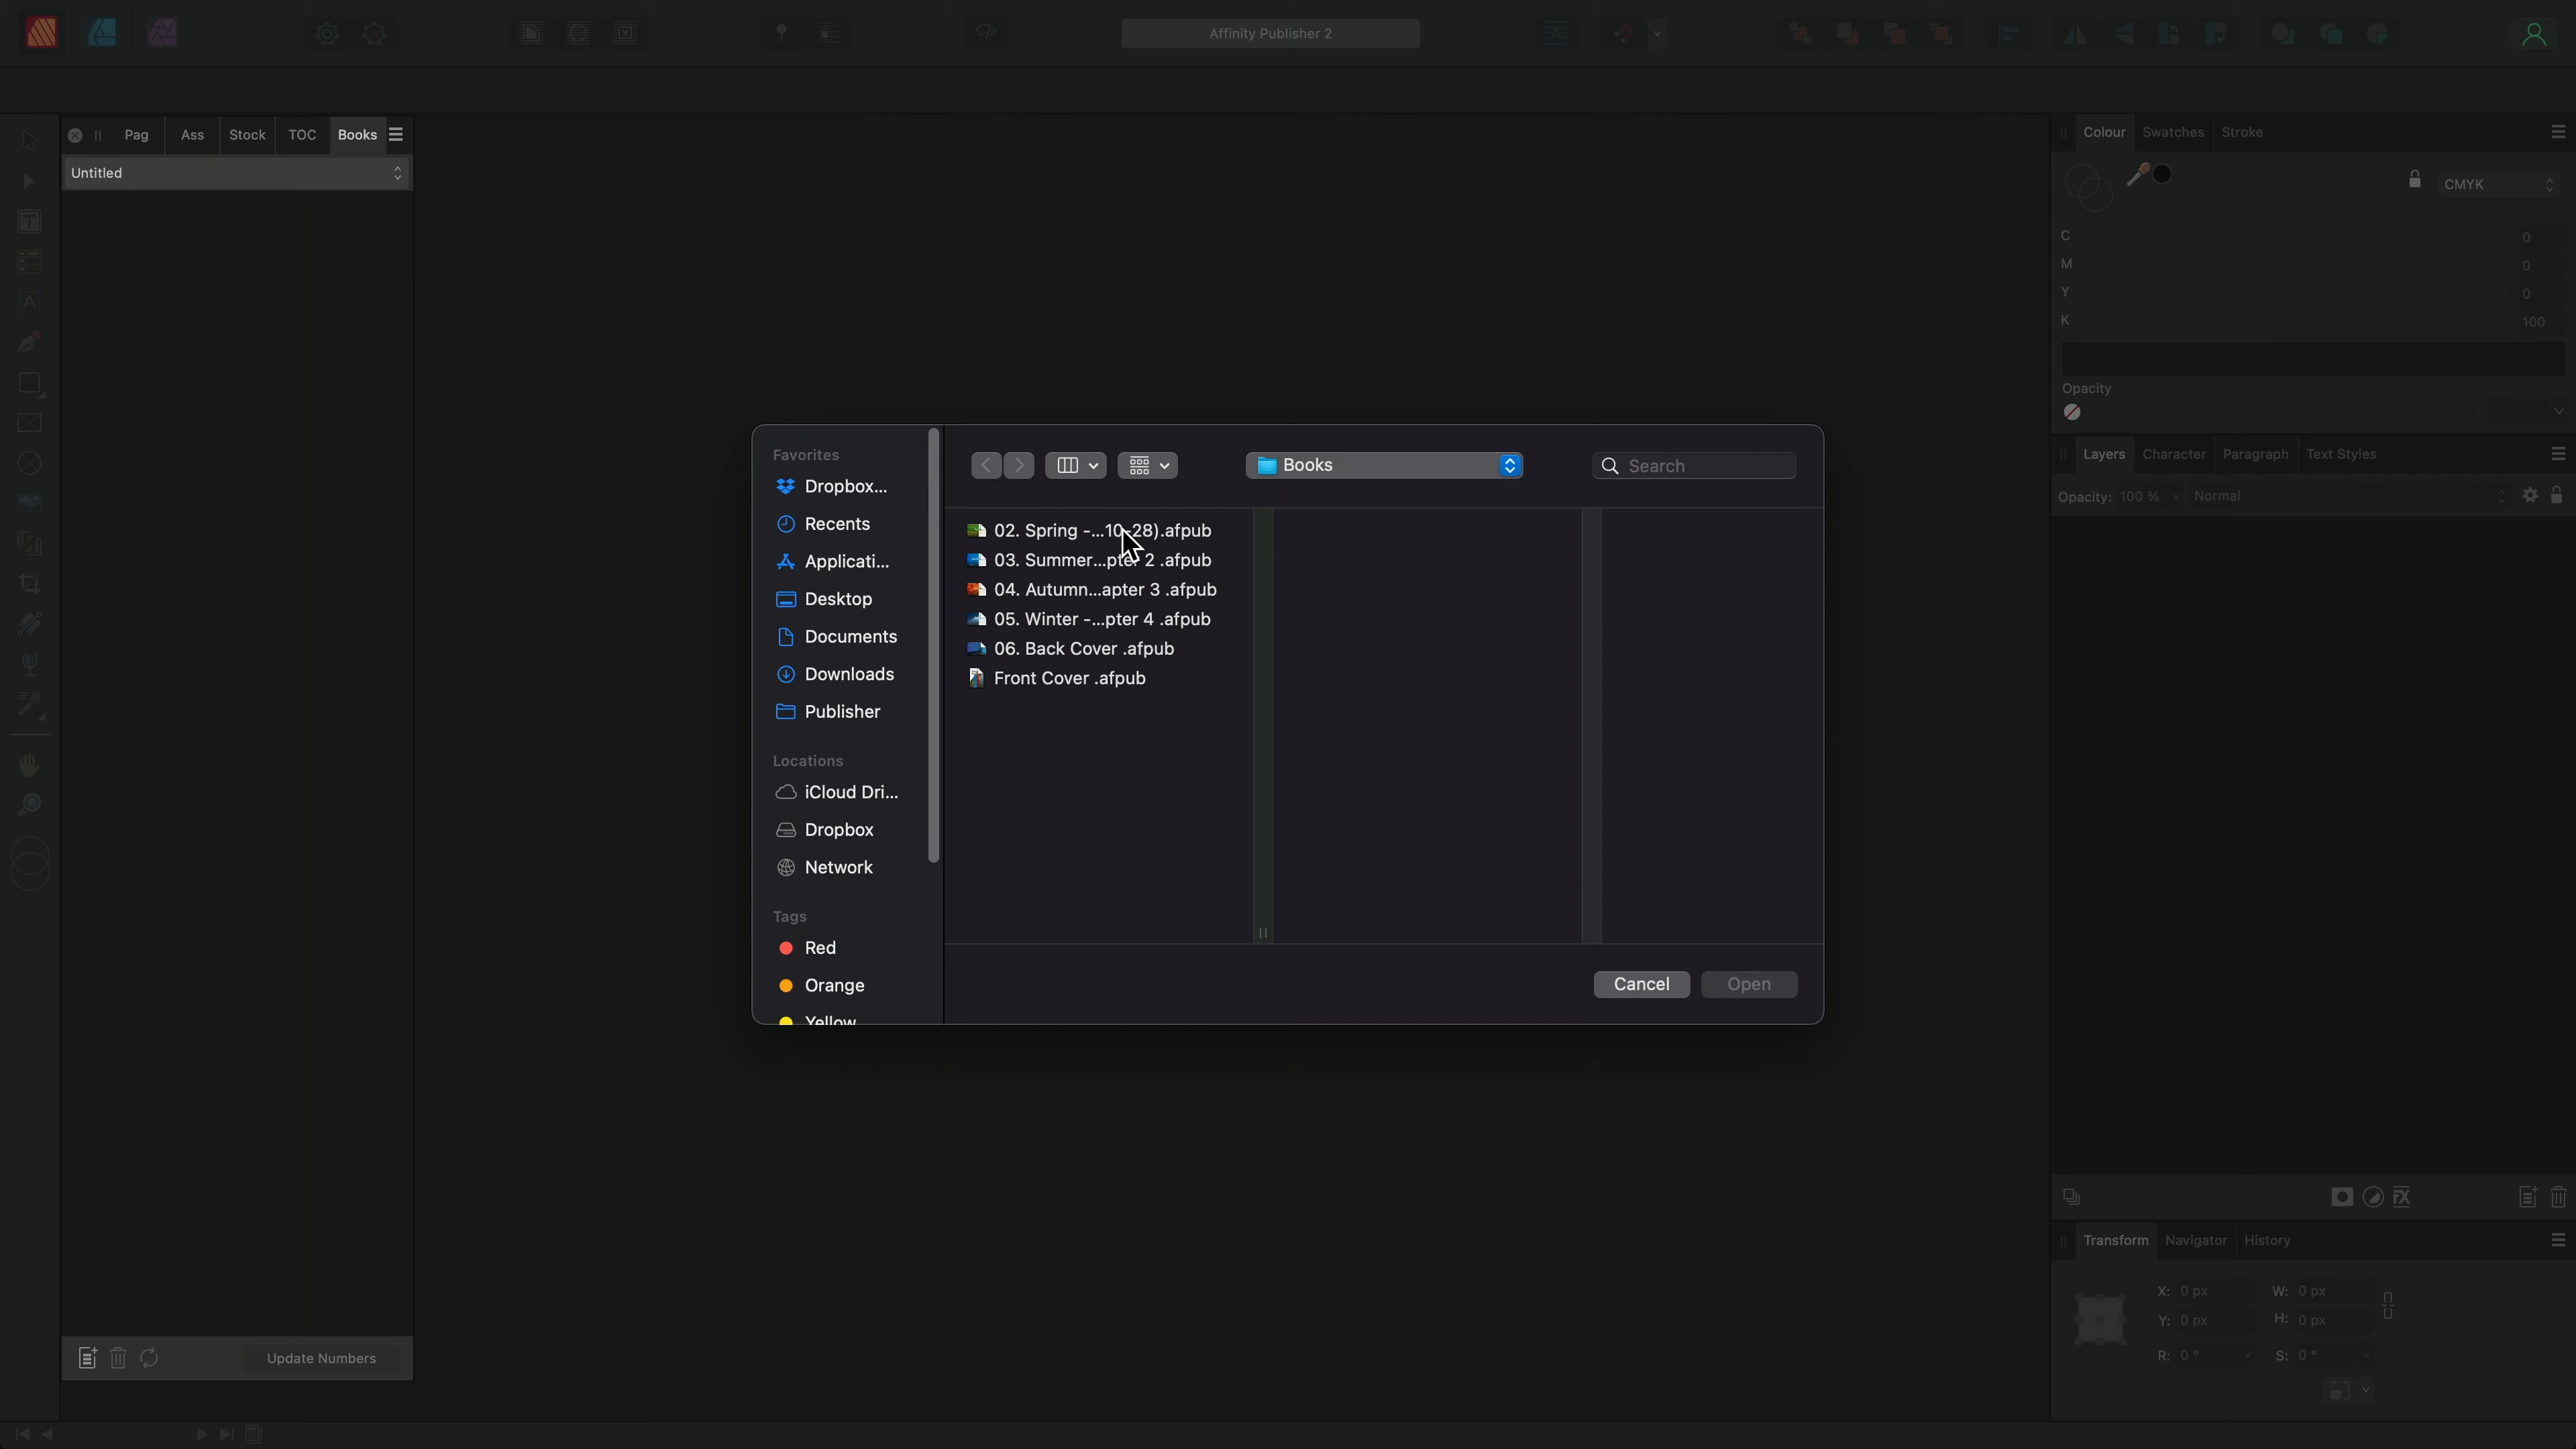 Affinity Publisher 2
Pag Ass Stock TOC Books
Untitled
Update Numbers
Favorites
Dropbox...
Recents
Applicati...
Desktop
Documents
Downloads
Publisher
Locations
iCloud Dri...
Dropbox
Network
Tags
Red
Orange
Yellow
Books
Search
02. Spring -...10-28).afpub
03. Summer...pter 2 .afpub
04. Autumn...apter 3 .afpub
05. Winter -...pter 4 .afpub
06. Back Cover .afpub
Front Cover .afpub
Cancel Open
Colour Swatches Stroke
CMYK
C 0
M 0
Y 0
K 100
Opacity
Layers Character Paragraph Text Styles
Opacity: 100 % Normal
Transform Navigator History
X: 0 px W: 0 px
Y: 0 px H: 0 px
R: 0 ° S: 0 °